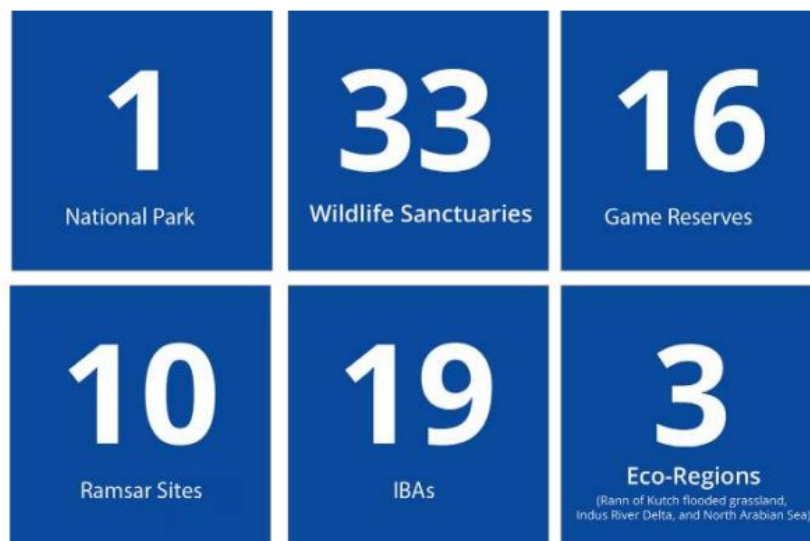 1
National Park
33
Wildlife Sanctuaries
16
Game Reserves
10
Ramsar Sites
19
IBAs
3
Eco-Regions
(Rann of Kutch flooded grassland,
Indus River Delta, and North Arabian Sea)